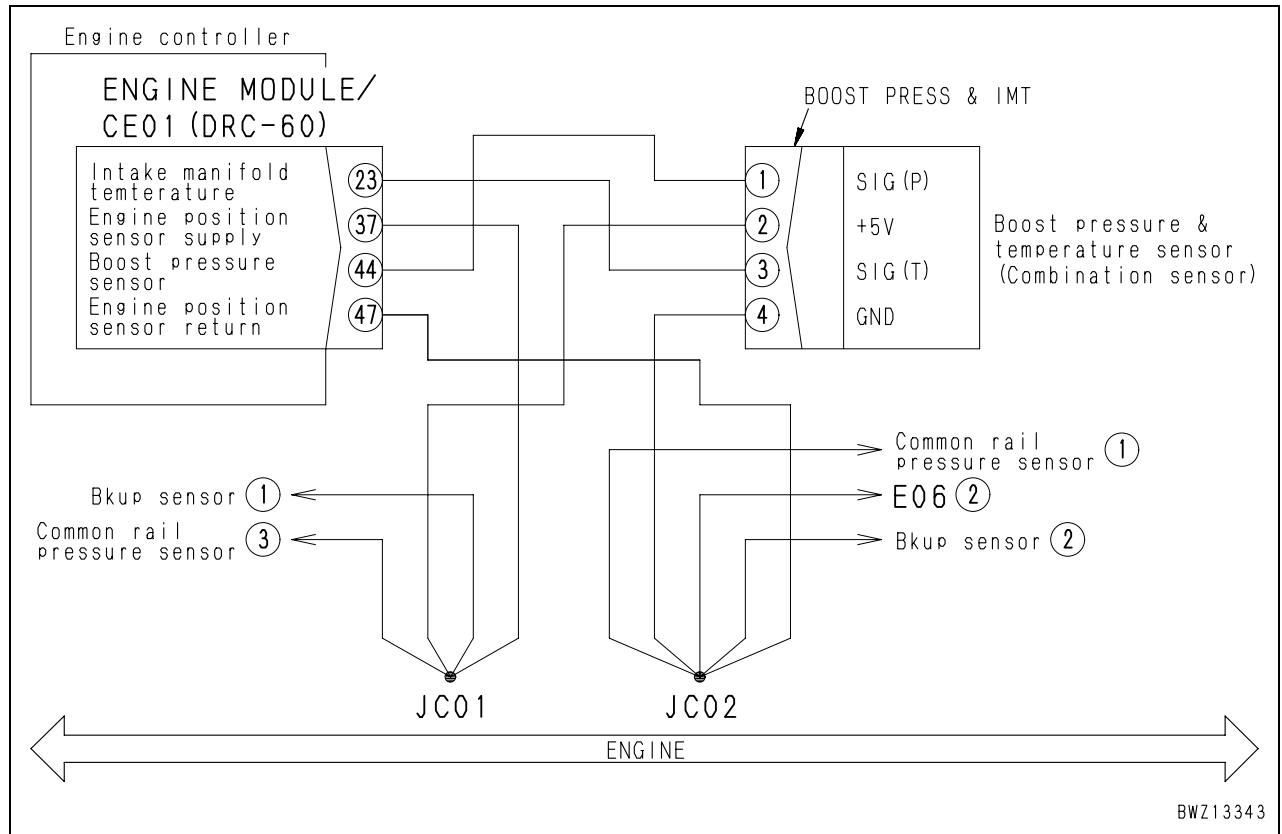 Engine controller
ENGINE MODULE/
CE01 (DRC-60)
Intake manifold
temterature
Engine position
sensor supply
Boost pressure
sensor
Engine position
sensor return
23
37
44
47
BOOST PRESS & IMT
1
2
3
4
SIG(P)
+5V
SIG(T)
GND
Boost pressure &
temperature sensor
(Combination sensor)
Bkup sensor 1
Common rail
pressure sensor 3
Common rail
pressure sensor 1
E06 2
Bkup sensor 2
JC01
JC02
ENGINE
BWZ13343